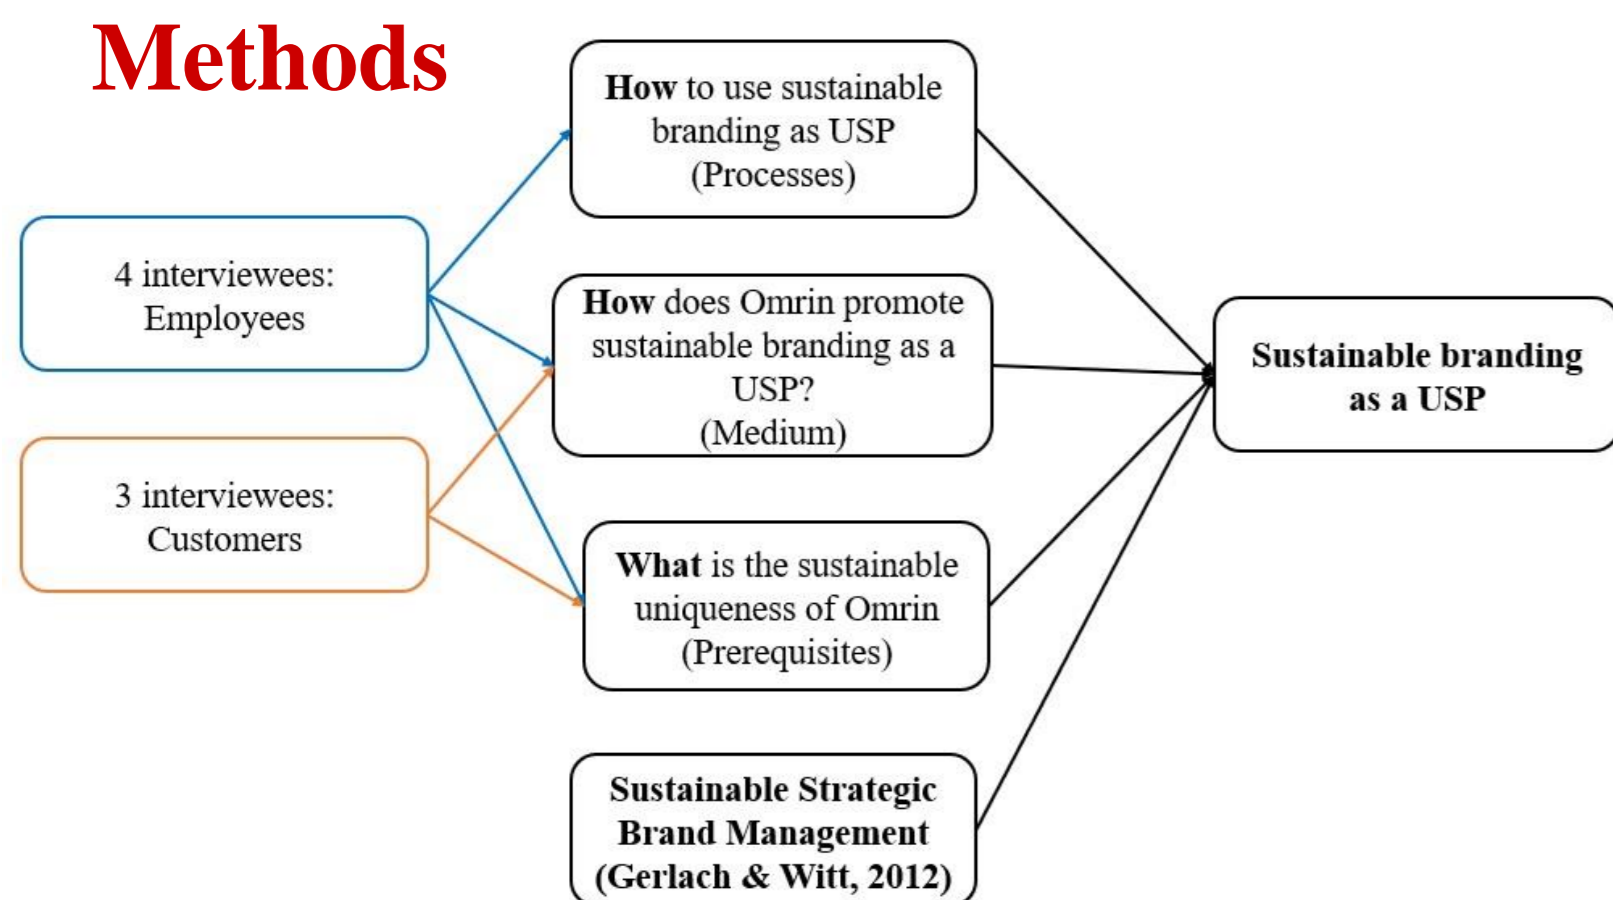 Methods
How to use sustainable
branding as USP
(Processes)
4 interviewees:
Employees
How does Omrin promote
sustainable branding as a
USP?
(Medium)
Sustainable branding
as a USP
3 interviewees:
Customers
What is the sustainable
uniqueness of Omrin
(Prerequisites)
Sustainable Strategic
Brand Management
(Gerlach & Witt, 2012)